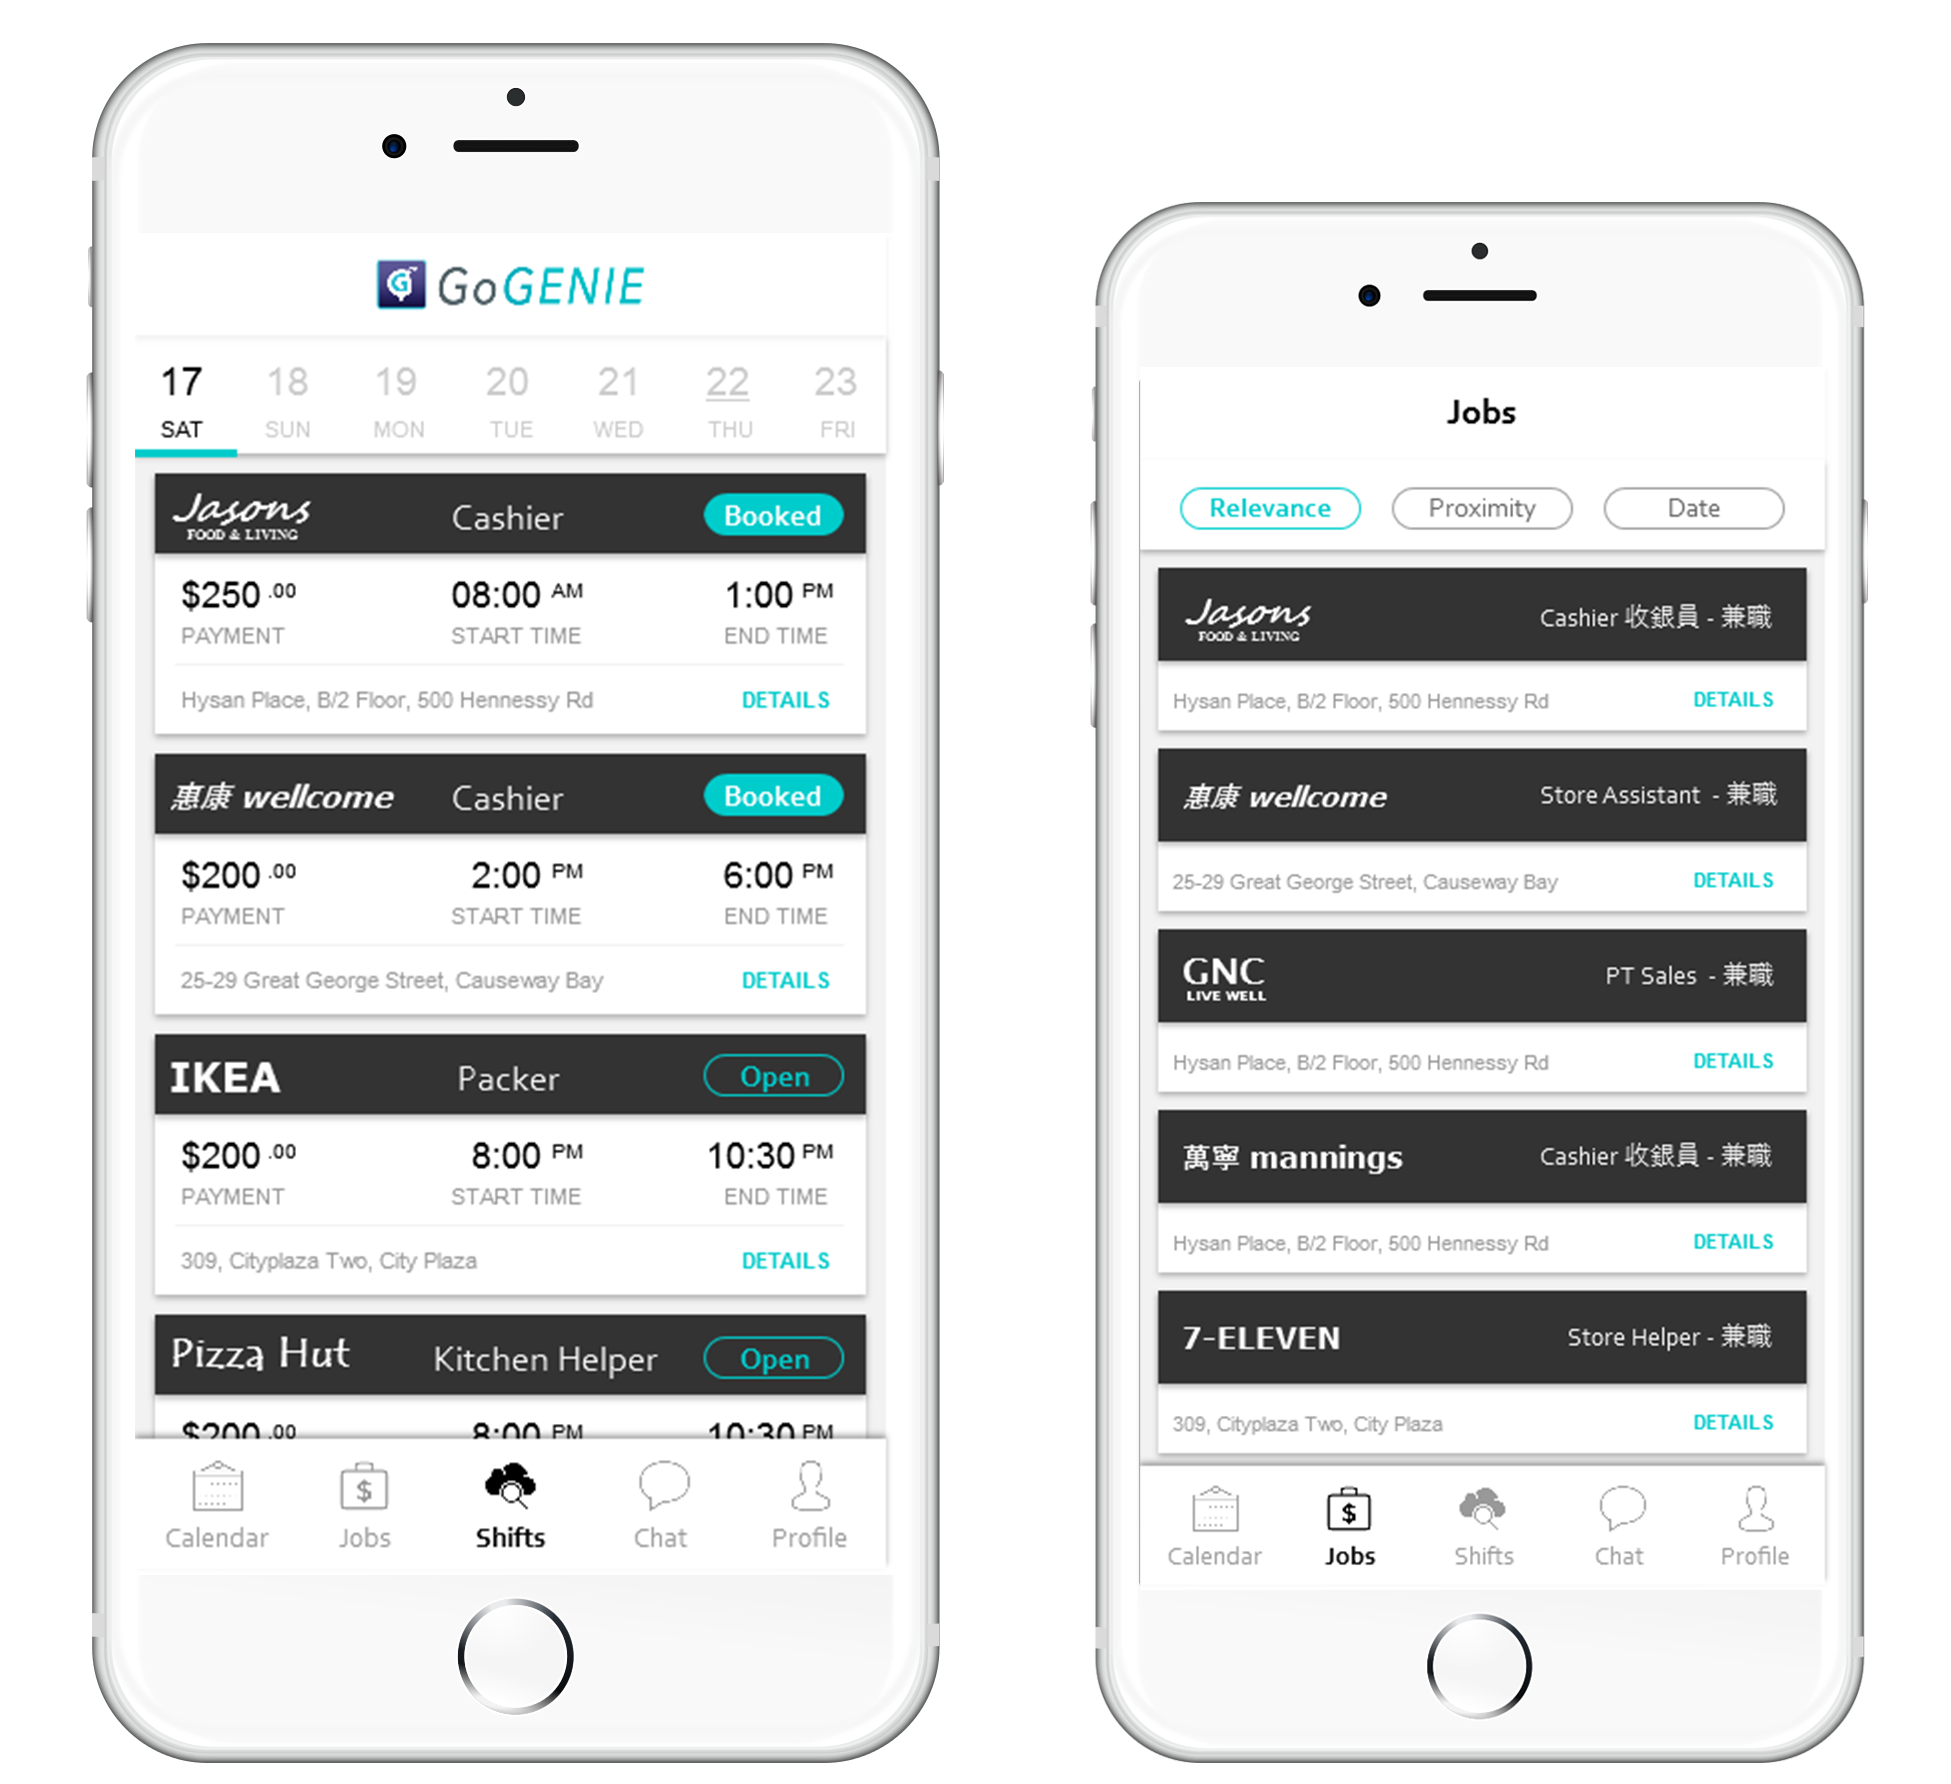 GoGENIE
17 18 19 20 21 22 23
SAT SUN MON TUE WED THU FRI
Jasons
FOOD & LIVING
Cashier
Booked
$250.00 08:00 AM 1:00 PM
PAYMENT START TIME END TIME
Hysan Place, B/2 Floor, 500 Hennessy Rd DETAILS
惠康 wellcome Cashier Booked
$200.00 2:00 PM 6:00 PM
PAYMENT START TIME END TIME
25-29 Great George Street, Causeway Bay DETAILS
IKEA Packer Open
$200.00 8:00 PM 10:30 PM
PAYMENT START TIME END TIME
309, Cityplaza Two, City Plaza DETAILS
Pizza Hut Kitchen Helper Open
$200.00 8:00 PM 10:30 PM
Calendar Jobs Shifts Chat Profile
Jobs
Relevance Proximity Date
Jasons
FOOD & LIVING
Cashier 收銀員 - 兼職
Hysan Place, B/2 Floor, 500 Hennessy Rd DETAILS
惠康 wellcome Store Assistant - 兼職
25-29 Great George Street, Causeway Bay DETAILS
GNC
LIVE WELL
PT Sales - 兼職
Hysan Place, B/2 Floor, 500 Hennessy Rd DETAILS
萬寧 mannings Cashier 收銀員 - 兼職
Hysan Place, B/2 Floor, 500 Hennessy Rd DETAILS
7-ELEVEN Store Helper - 兼職
309, Cityplaza Two, City Plaza DETAILS
Calendar Jobs Shifts Chat Profile